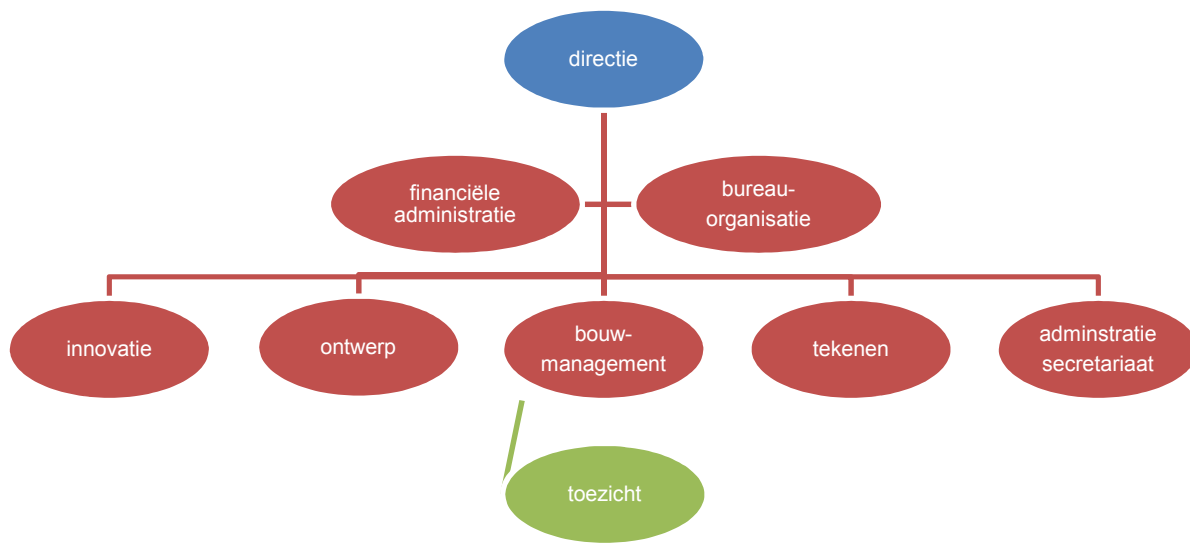 directie
financiële
administratie
bureau-
organisatie
innovatie
ontwerp
bouw-
management
tekenen
adminstratie
secretariaat
toezicht